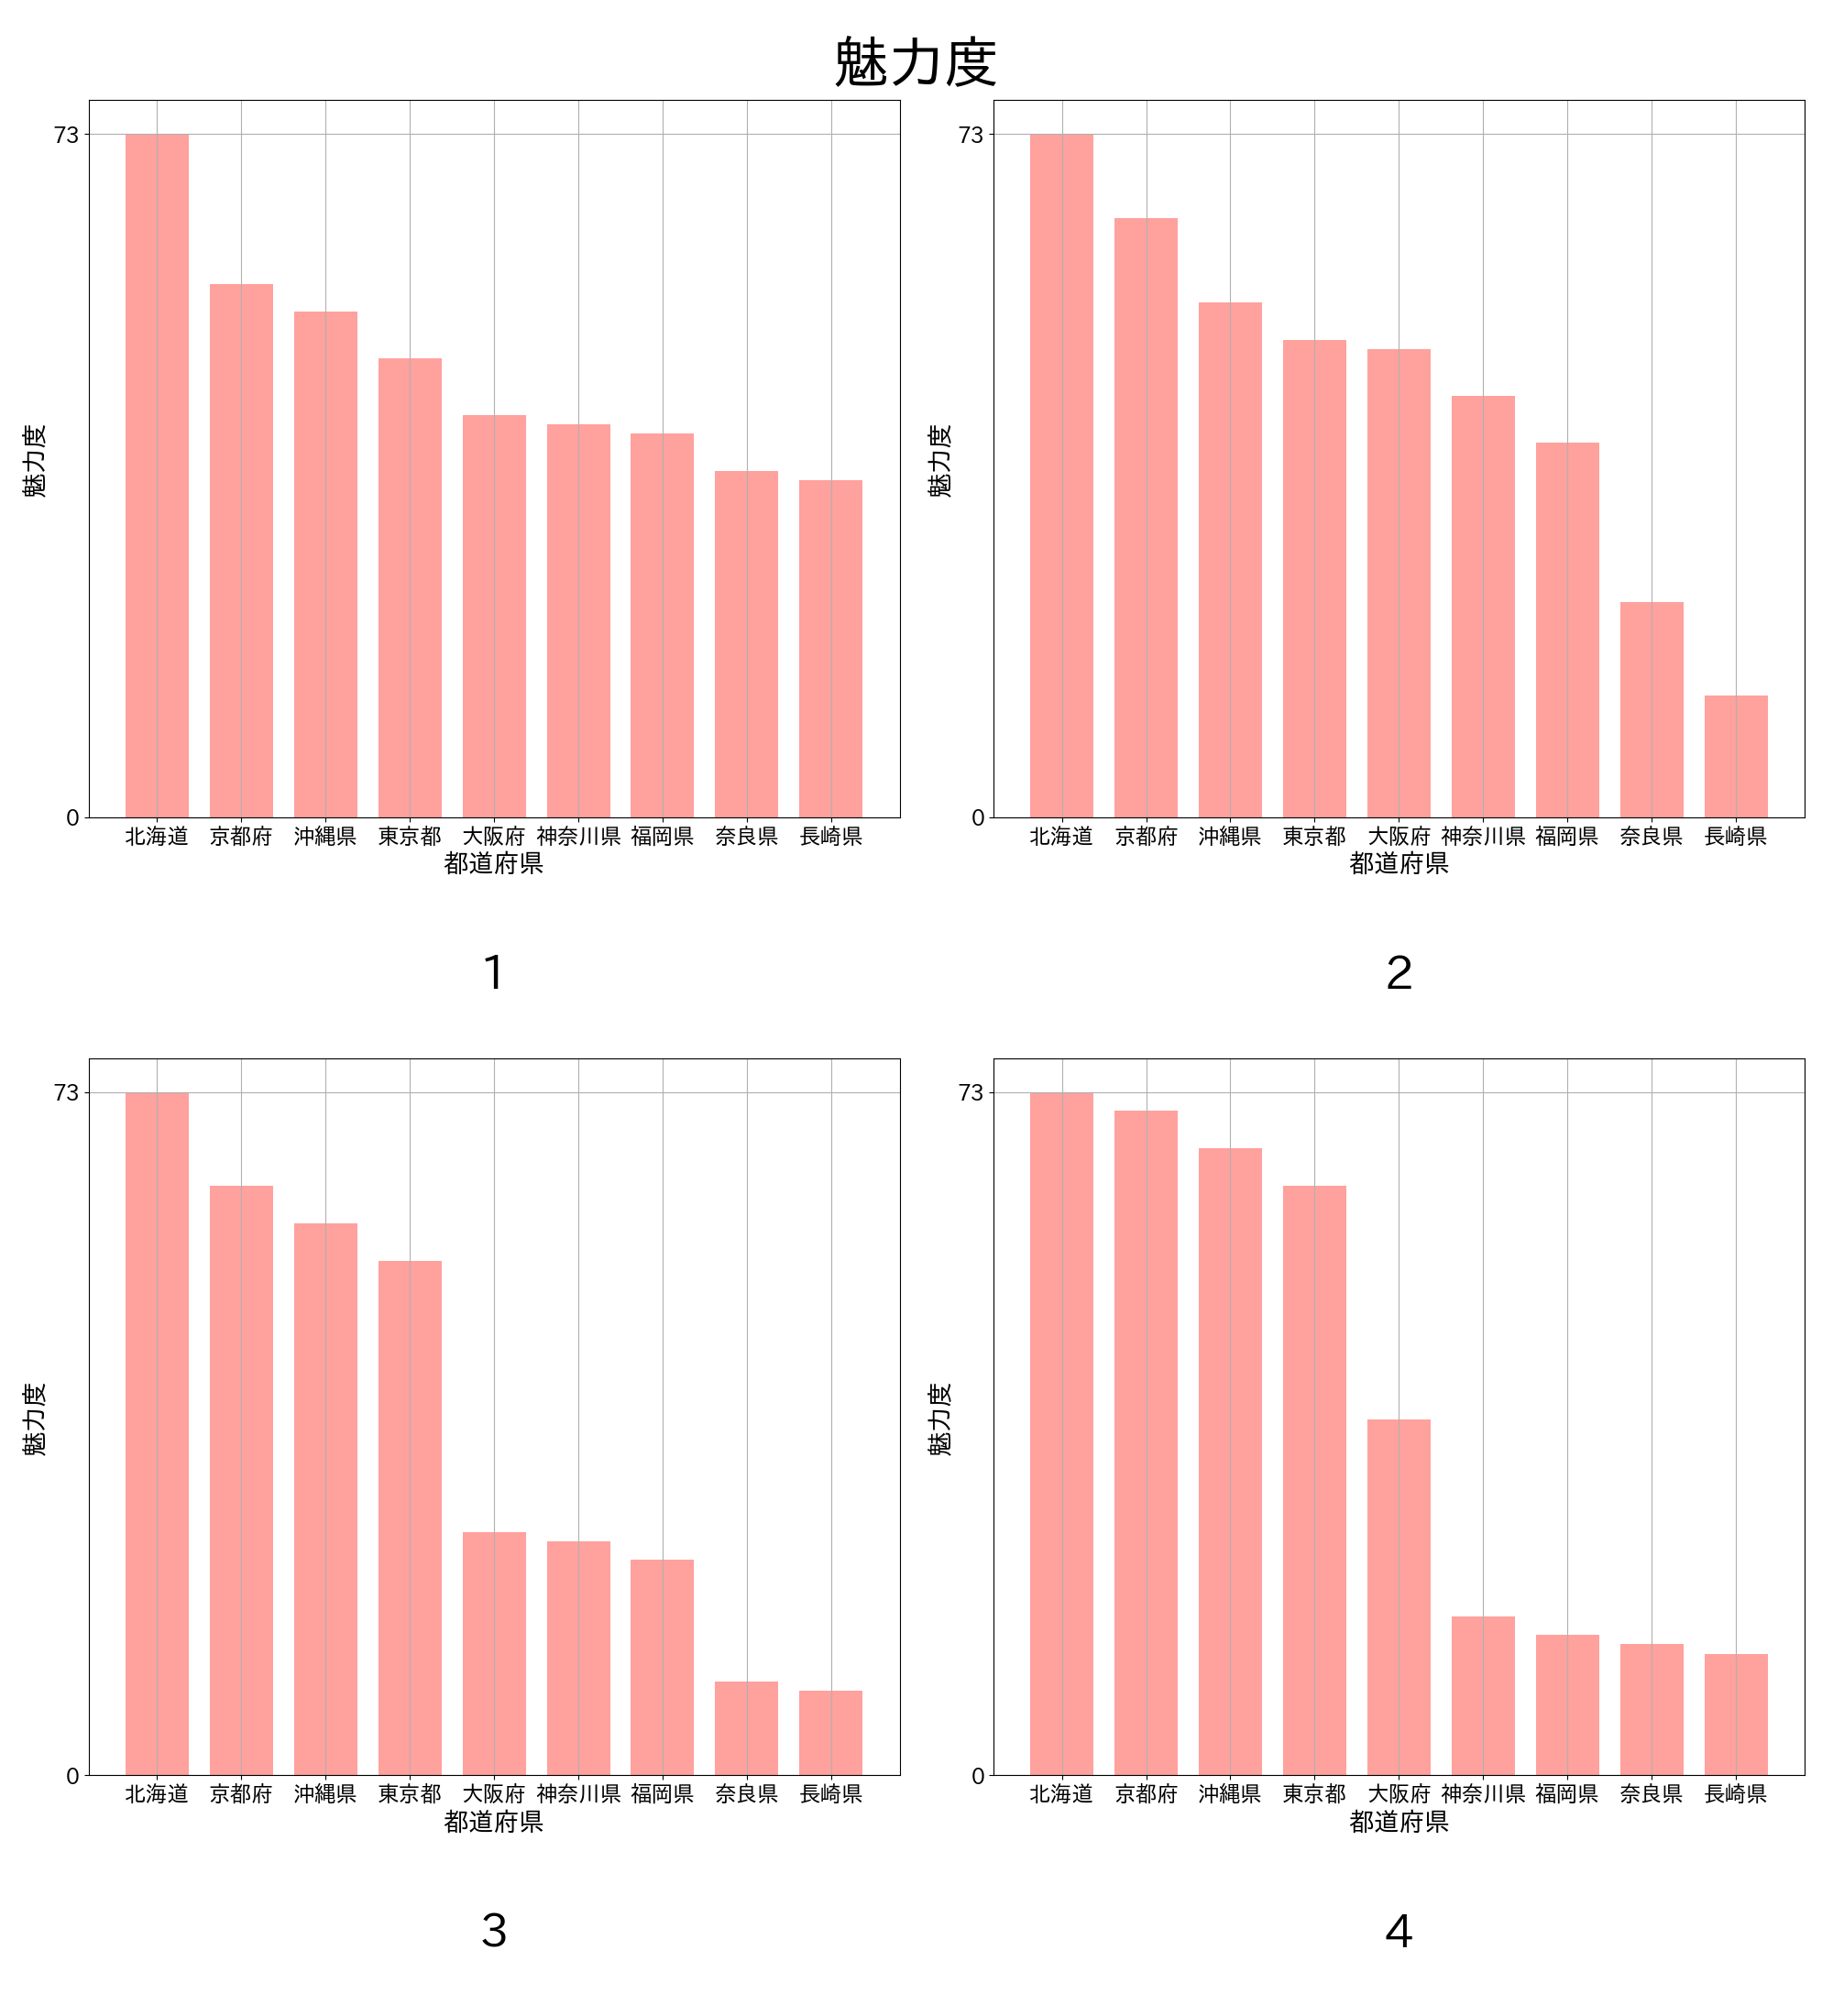 魅力度
73
0
魅力度
北海道 京都府 沖縄県 東京都 大阪府 神奈川県 福岡県 奈良県 長崎県
都道府県
1
73
0
魅力度
北海道 京都府 沖縄県 東京都 大阪府 神奈川県 福岡県 奈良県 長崎県
都道府県
2
73
0
魅力度
北海道 京都府 沖縄県 東京都 大阪府 神奈川県 福岡県 奈良県 長崎県
都道府県
3
73
0
魅力度
北海道 京都府 沖縄県 東京都 大阪府 神奈川県 福岡県 奈良県 長崎県
都道府県
4